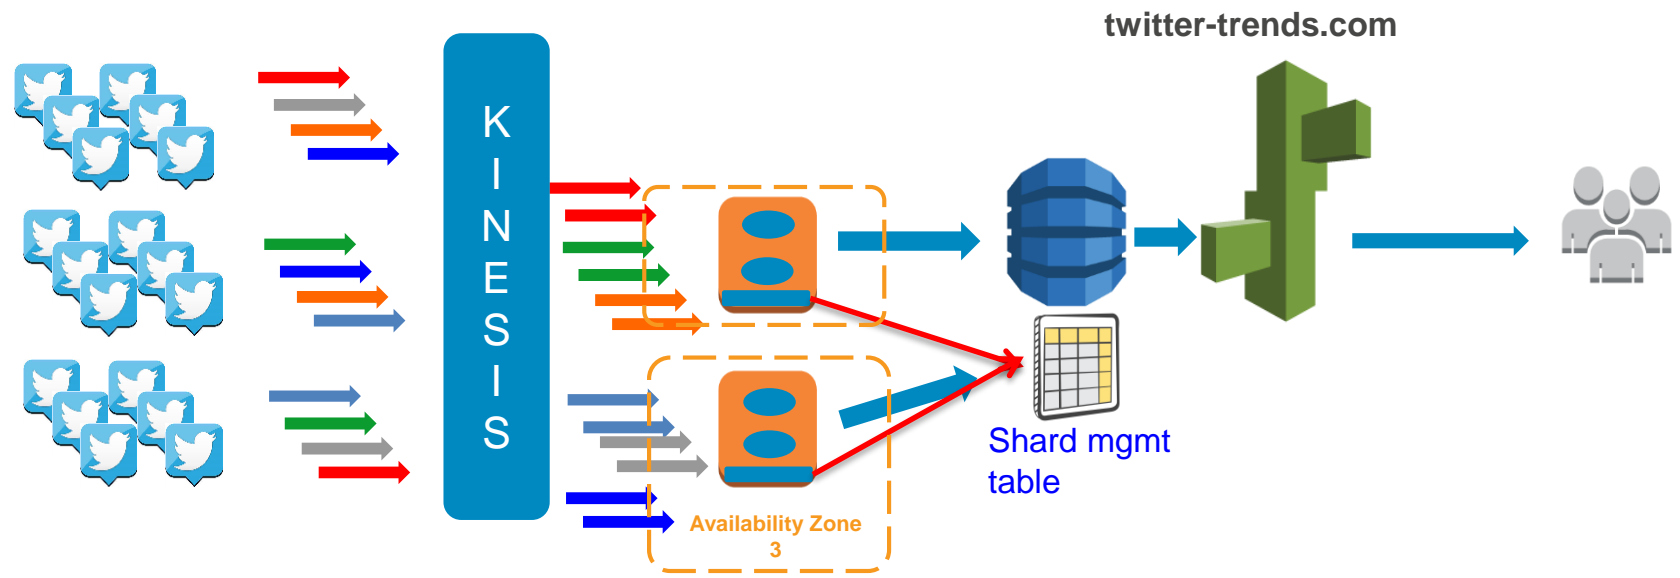 twitter-trends.com
K
I
N
E
S
I
S
Shard mgmt
table
Availability Zone
3